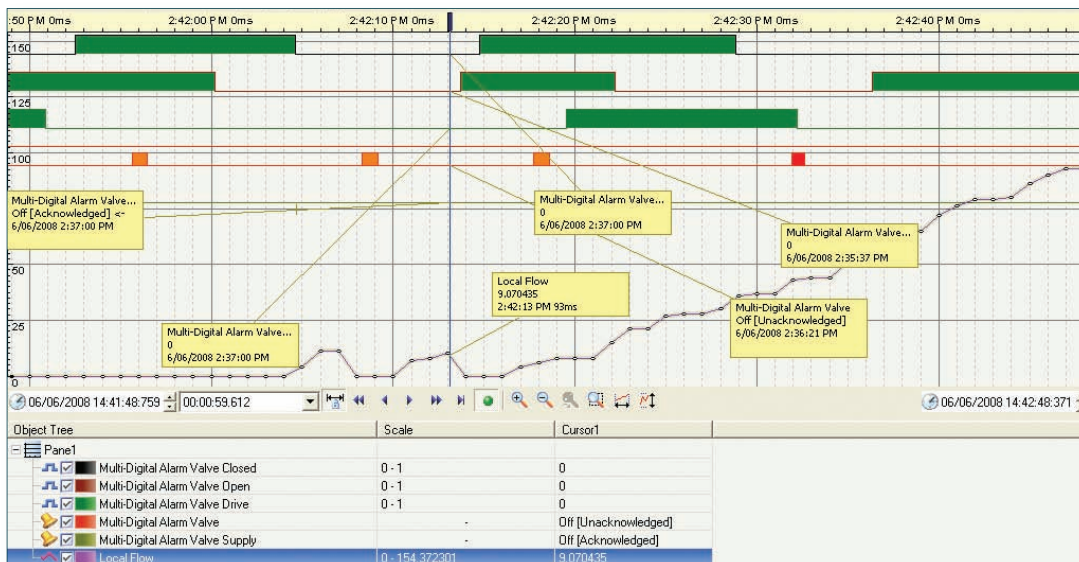 :50 PM 0ms 2:42:00 PM 0ms 2:42:10 PM 0ms 2:42:20 PM 0ms 2:42:30 PM 0ms 2:42:40 PM 0ms
150
125
100
Multi-Digital Alarm Valve...
Off [Acknowledged] <-
6/06/2008 2:37:00 PM
Multi-Digital Alarm Valve...
0
6/06/2008 2:37:00 PM
Multi-Digital Alarm Valve...
0
6/06/2008 2:35:37 PM
50
Local Flow
9.070435
2:42:13 PM 93ms
Multi-Digital Alarm Valve
Off [Unacknowledged]
6/06/2008 2:36:21 PM
25
Multi-Digital Alarm Valve...
0
6/06/2008 2:37:00 PM
0
06/06/2008 14:41:48:759 00:00:59.612 06/06/2008 14:42:48:371
Object Tree Scale Cursor1
Pane1
Multi-Digital Alarm Valve Closed 0 - 1 0
Multi-Digital Alarm Valve Open 0 - 1 0
Multi-Digital Alarm Valve Drive 0 - 1 0
Multi-Digital Alarm Valve - Off [Unacknowledged]
Multi-Digital Alarm Valve Supply - Off [Acknowledged]
Local Flow 0 - 154.372301 9.070435